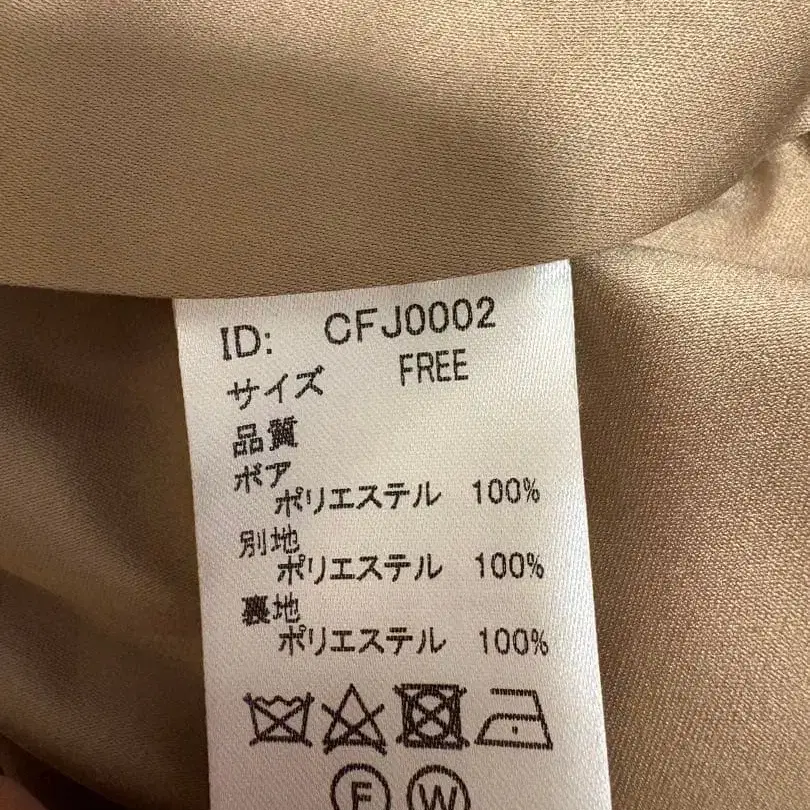 ID: CFJ0002
サイズ FREE
品質
ボア
ポリエステル 100%
別地
ポリエステル 100%
裏地
ポリエステル 100%
F W